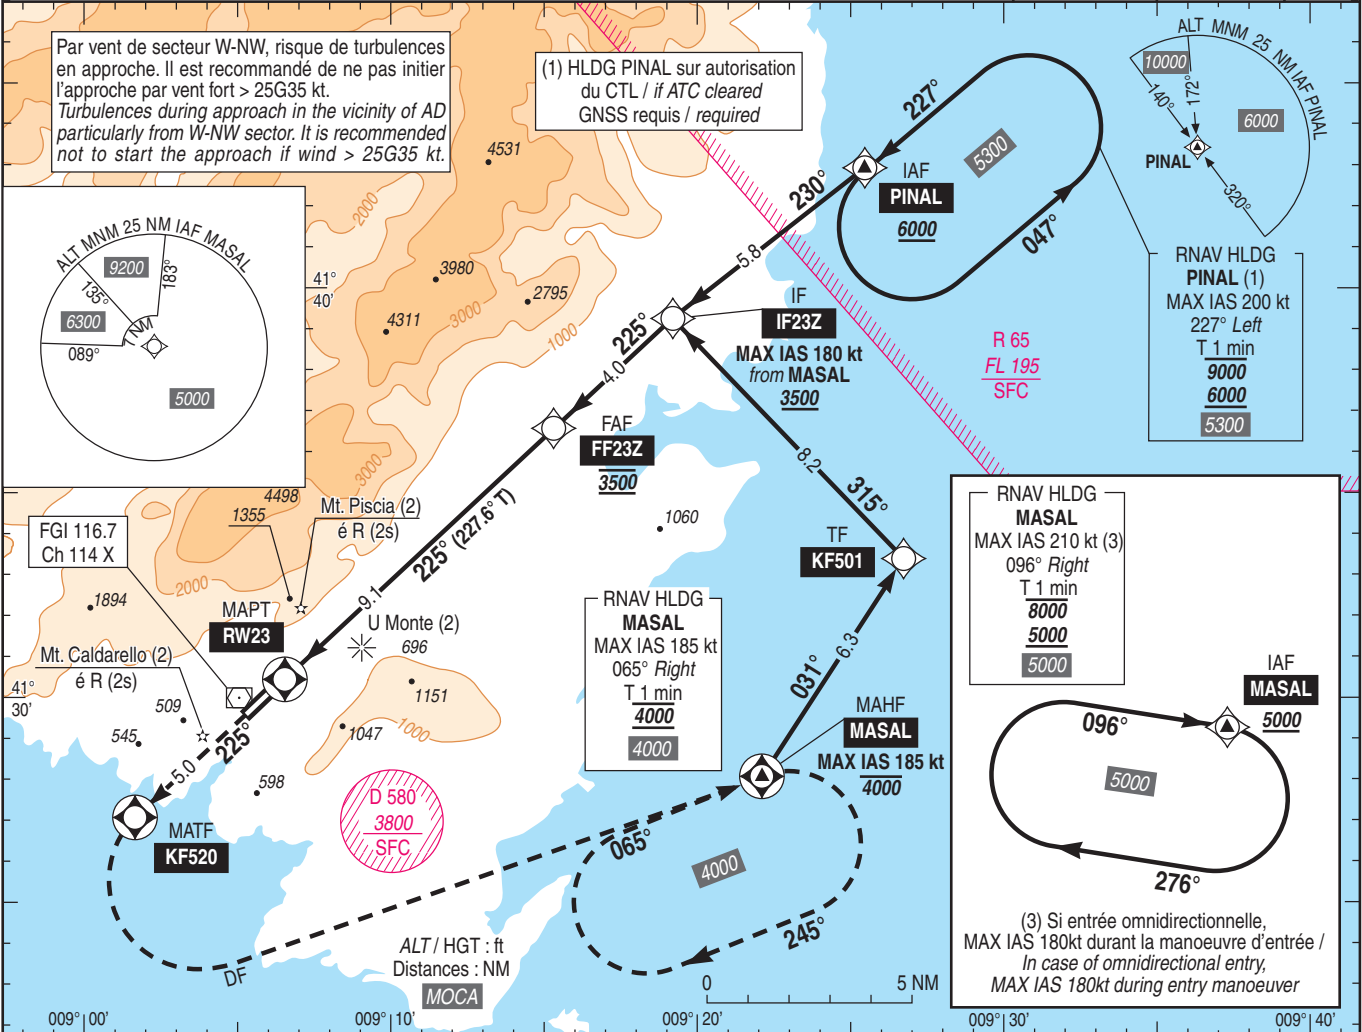 Par vent de secteur W-NW, risque de turbulences
en approche. Il est recommandé de ne pas initier
l'approche par vent fort > 25G35 kt.
Turbulences during approach in the vicinity of AD
particularly from W-NW sector. It is recommended
not to start the approach if wind > 25G35 kt.
(1) HLDG PINAL sur autorisation
du CTL / if ATC cleared
GNSS requis / required
ALT MNM 25 NM IAF PINAL
10000
140°
172°
6000
PINAL
320°
ALT MNM 25 NM IAF MASAL
9200
183°
135°
6300
7 NM
089°
5000
4531
2000
3980
2795
4311
3000
1000
41°
40'
227°
5300
047°
IAF
PINAL
6000
230°
5.8
RNAV HLDG
PINAL (1)
MAX IAS 200 kt
227° Left
T 1 min
9000
6000
5300
IF
IF23Z
MAX IAS 180 kt
from MASAL
3500
R 65
FL 195
SFC
225°
4.0
FAF
FF23Z
3500
8.2
315°
3000
4498
1355
Mt. Piscia (2)
é R (2s)
225° (227.6° T)
9.1
1060
FGI 116.7
Ch 114 X
2000
1894
MAPT
RW23
U Monte (2)
696
1151
1047
1000
Mt. Caldarello (2)
é R (2s)
509
545
598
41°
30'
225°
5.0
MATF
KF520
D 580
3800
SFC
TF
KF501
6.3
031°
RNAV HLDG
MASAL
MAX IAS 185 kt
065° Right
T 1 min
4000
4000
MAHF
MASAL
MAX IAS 185 kt
4000
065°
4000
245°
DF
RNAV HLDG
MASAL
MAX IAS 210 kt (3)
096° Right
T 1 min
8000
5000
5000
IAF
MASAL
5000
096°
5000
276°
(3) Si entrée omnidirectionnelle,
MAX IAS 180kt durant la manoeuvre d'entrée /
In case of omnidirectional entry,
MAX IAS 180kt during entry manoeuver
ALT / HGT : ft
Distances : NM
MOCA
0 5 NM
009° 00' 009° 10' 009° 20' 009° 30' 009° 40'